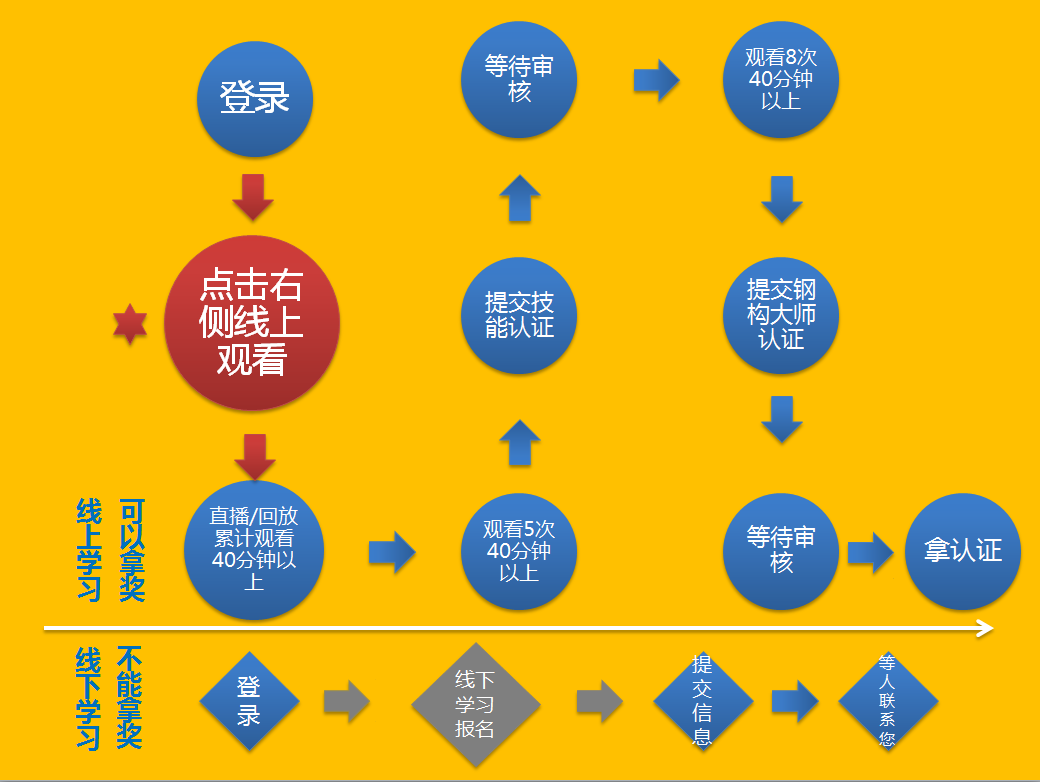 登录
点击右
侧线上
观看
直播/回放
累计观看
40分钟以
上
观看5次
40分钟
以上
提交技
能认证
等待审
核
观看8次
40分钟
以上
提交钢
构大师
认证
等待审
核
拿认证
线上学习
可以拿奖
线下学习
不能拿奖
登
录
线下
学习
报名
提
交
信
息
等
人
联
系
您